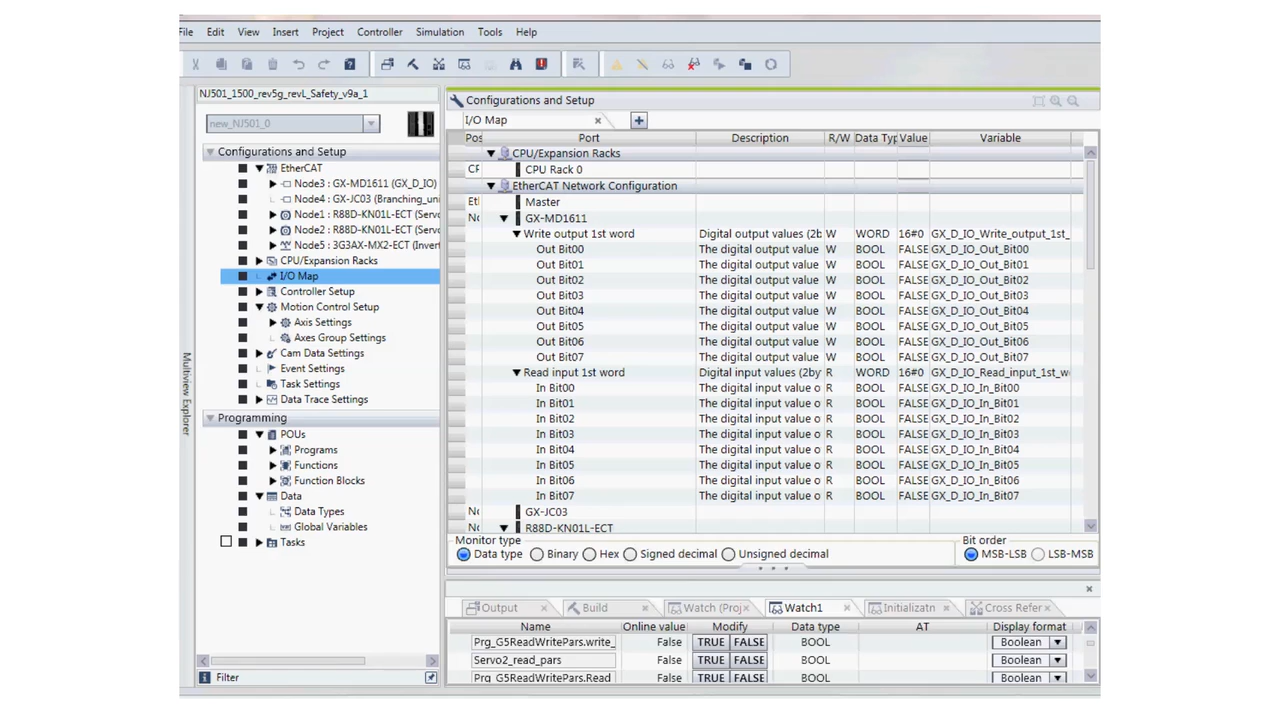 File Edit View Insert Project Controller Simulation Tools Help
NJ501_1500_rev5g_revL_Safety_v9a_1
new_NJ501_0
Configurations and Setup
EtherCAT
Node3 : GX-MD1611 (GX_D_IO)
Node4 : GX-JC03 (Branching_uni
Node1 : R88D-KN01L-ECT (Servo
Node2 : R88D-KN01L-ECT (Servo
Node5 : 3G3AX-MX2-ECT (Invert
CPU/Expansion Racks
I/O Map
Controller Setup
Motion Control Setup
Axis Settings
Axes Group Settings
Cam Data Settings
Event Settings
Task Settings
Data Trace Settings
Programming
POUs
Programs
Functions
Function Blocks
Data
Data Types
Global Variables
Tasks
Filter
Multiview Explorer
Configurations and Setup
I/O Map
Pos Port Description R/W Data Typ Value Variable
CPU/Expansion Racks
CP CPU Rack 0
EtherCAT Network Configuration
Etl Master
No GX-MD1611
Write output 1st word Digital output values (2b W WORD 16#0 GX_D_IO_Write_output_1st_
Out Bit00 The digital output value W BOOL FALSE GX_D_IO_Out_Bit00
Out Bit01 The digital output value W BOOL FALSE GX_D_IO_Out_Bit01
Out Bit02 The digital output value W BOOL FALSE GX_D_IO_Out_Bit02
Out Bit03 The digital output value W BOOL FALSE GX_D_IO_Out_Bit03
Out Bit04 The digital output value W BOOL FALSE GX_D_IO_Out_Bit04
Out Bit05 The digital output value W BOOL FALSE GX_D_IO_Out_Bit05
Out Bit06 The digital output value W BOOL FALSE GX_D_IO_Out_Bit06
Out Bit07 The digital output value W BOOL FALSE GX_D_IO_Out_Bit07
Read input 1st word Digital input values (2by R WORD 16#0 GX_D_IO_Read_input_1st_w
In Bit00 The digital input value o R BOOL FALSE GX_D_IO_In_Bit00
In Bit01 The digital input value o R BOOL FALSE GX_D_IO_In_Bit01
In Bit02 The digital input value o R BOOL FALSE GX_D_IO_In_Bit02
In Bit03 The digital input value o R BOOL FALSE GX_D_IO_In_Bit03
In Bit04 The digital input value o R BOOL FALSE GX_D_IO_In_Bit04
In Bit05 The digital input value o R BOOL FALSE GX_D_IO_In_Bit05
In Bit06 The digital input value o R BOOL FALSE GX_D_IO_In_Bit06
In Bit07 The digital input value o R BOOL FALSE GX_D_IO_In_Bit07
No GX-JC03
No R88D-KN01L-ECT
Monitor type Bit order
Data type Binary Hex Signed decimal Unsigned decimal MSB-LSB LSB-MSB
Output Build Watch (Proj Watch1 Initializatn Cross Refer
Name Online value Modify Data type AT Display format
Prg_G5ReadWritePars.write_ False TRUE FALSE BOOL Boolean
Servo2_read_pars False TRUE FALSE BOOL Boolean
Prg_G5ReadWritePars.Read False TRUE FALSE BOOL Boolean